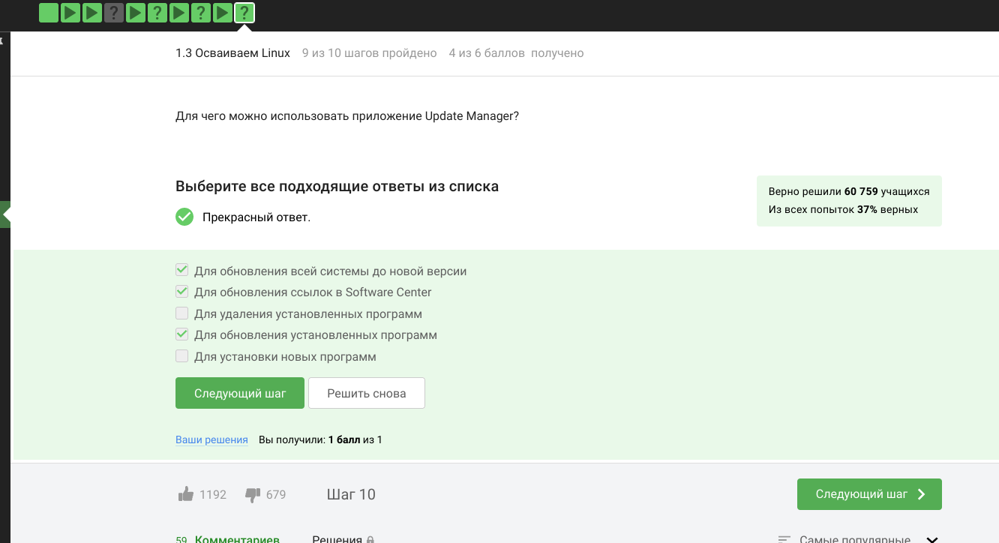 ? ? ? ?
1.3 Осваиваем Linux 9 из 10 шагов пройдено 4 из 6 баллов получено
Для чего можно использовать приложение Update Manager?
Выберите все подходящие ответы из списка
Прекрасный ответ.
Верно решили 60 759 учащихся
Из всех попыток 37% верных
Для обновления всей системы до новой версии
Для обновления ссылок в Software Center
Для удаления установленных программ
Для обновления установленных программ
Для установки новых программ
Следующий шаг Решить снова
Ваши решения Вы получили: 1 балл из 1
1192 679 Шаг 10 Следующий шаг
59 Комментариев Решения Самые популярные